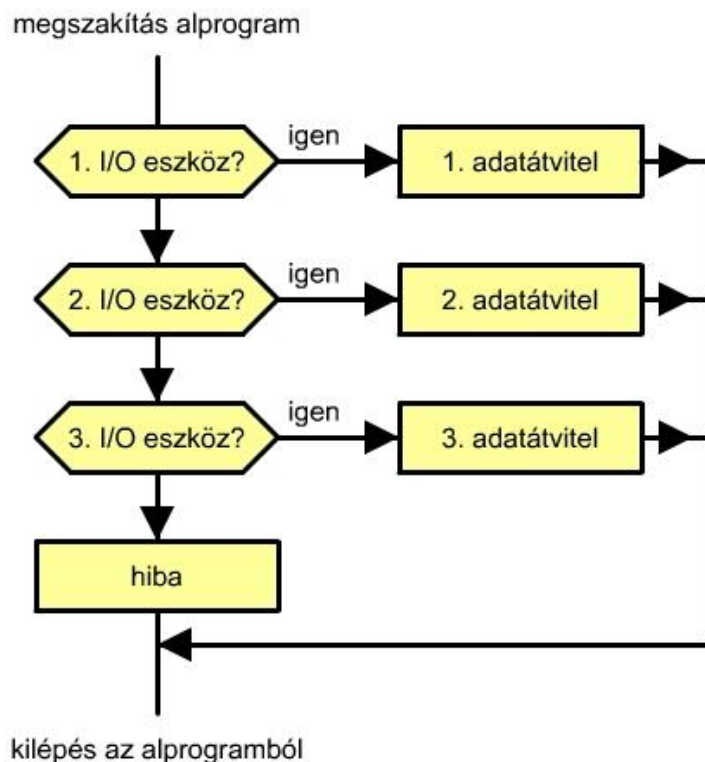 megszakítás alprogram
1. I/O eszköz?
igen
1. adatátvitel
2. I/O eszköz?
igen
2. adatátvitel
3. I/O eszköz?
igen
3. adatátvitel
hiba
kilépés az alprogramból